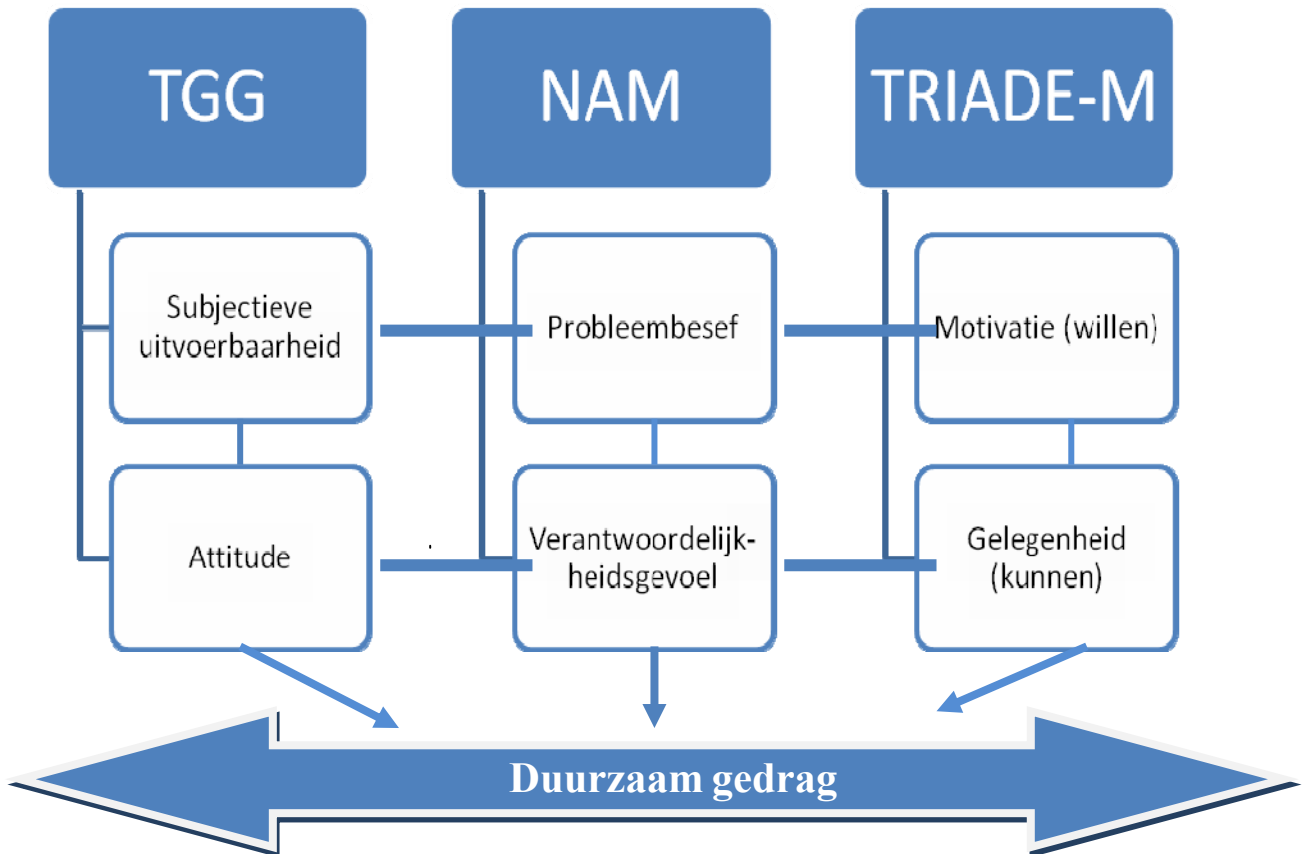 TGG
NAM
TRIADE-M
Subjectieve
uitvoerbaarheid
Probleembesef
Motivatie (willen)
Attitude
Verantwoordelijk-
heidsgevoel
Gelegenheid
(kunnen)
Duurzaam gedrag